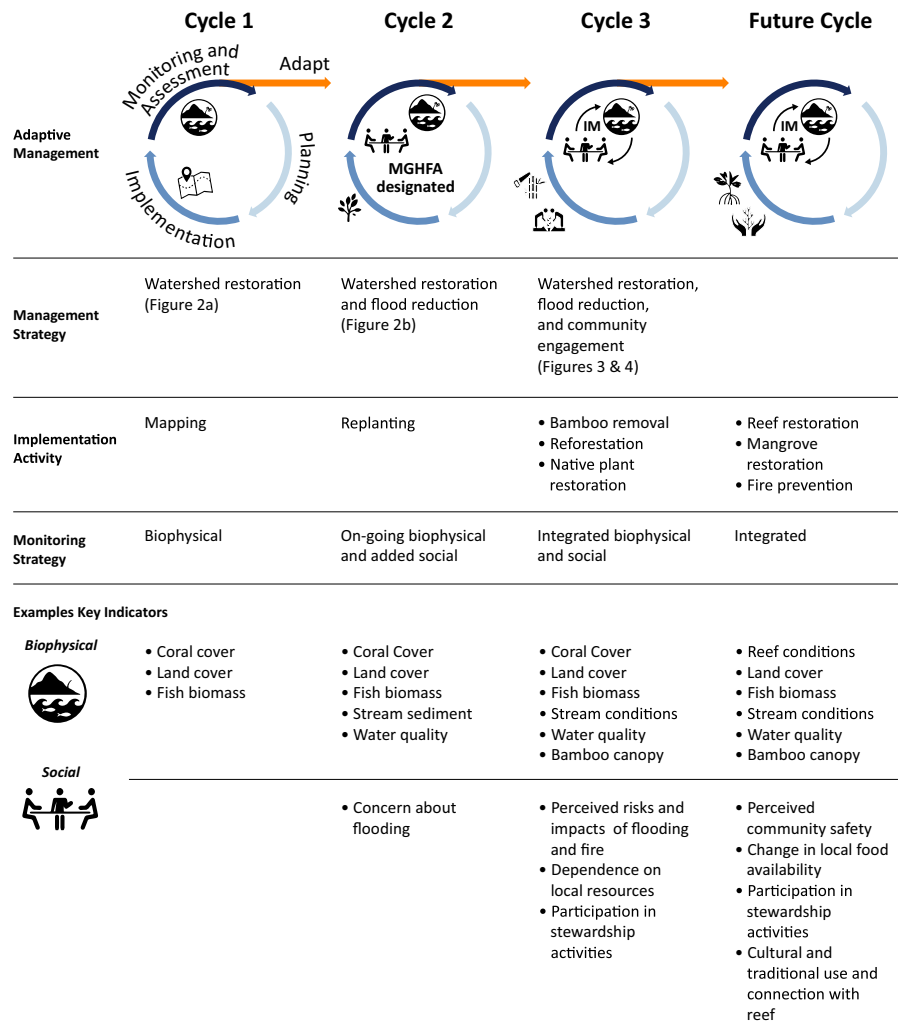 Cycle 1
Cycle 2
Cycle 3
Future Cycle
Monitoring and
Assessment
Adapt
Planning
Implementation
Adaptive
Management
MGHFA
designated
IM
IM
Management
Strategy
Watershed restoration
(Figure 2a)
Watershed restoration
and flood reduction
(Figure 2b)
Watershed restoration,
flood reduction,
and community
engagement
(Figures 3 & 4)
Implementation
Activity
Mapping
Replanting
• Bamboo removal
• Reforestation
• Native plant
restoration
• Reef restoration
• Mangrove
restoration
• Fire prevention
Monitoring
Strategy
Biophysical
On-going biophysical
and added social
Integrated biophysical
and social
Integrated
Examples Key Indicators
Biophysical
• Coral cover
• Land cover
• Fish biomass
• Coral Cover
• Land cover
• Fish biomass
• Stream sediment
• Water quality
• Coral Cover
• Land cover
• Fish biomass
• Stream conditions
• Water quality
• Bamboo canopy
• Reef conditions
• Land cover
• Fish biomass
• Stream conditions
• Water quality
• Bamboo canopy
Social
• Concern about
flooding
• Perceived risks and
impacts of flooding
and fire
• Dependence on
local resources
• Participation in
stewardship
activities
• Perceived
community safety
• Change in local food
availability
• Participation in
stewardship
activities
• Cultural and
traditional use and
connection with
reef